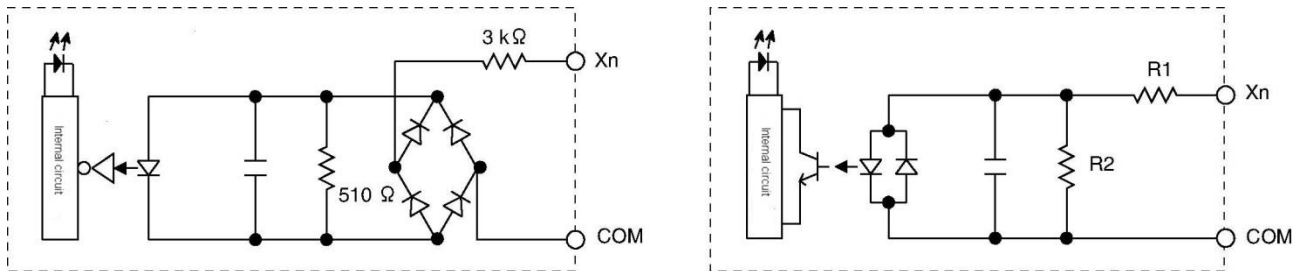 3 kΩ
Xn
Internal circuit
510 Ω
COM
R1
Xn
Internal circuit
R2
COM